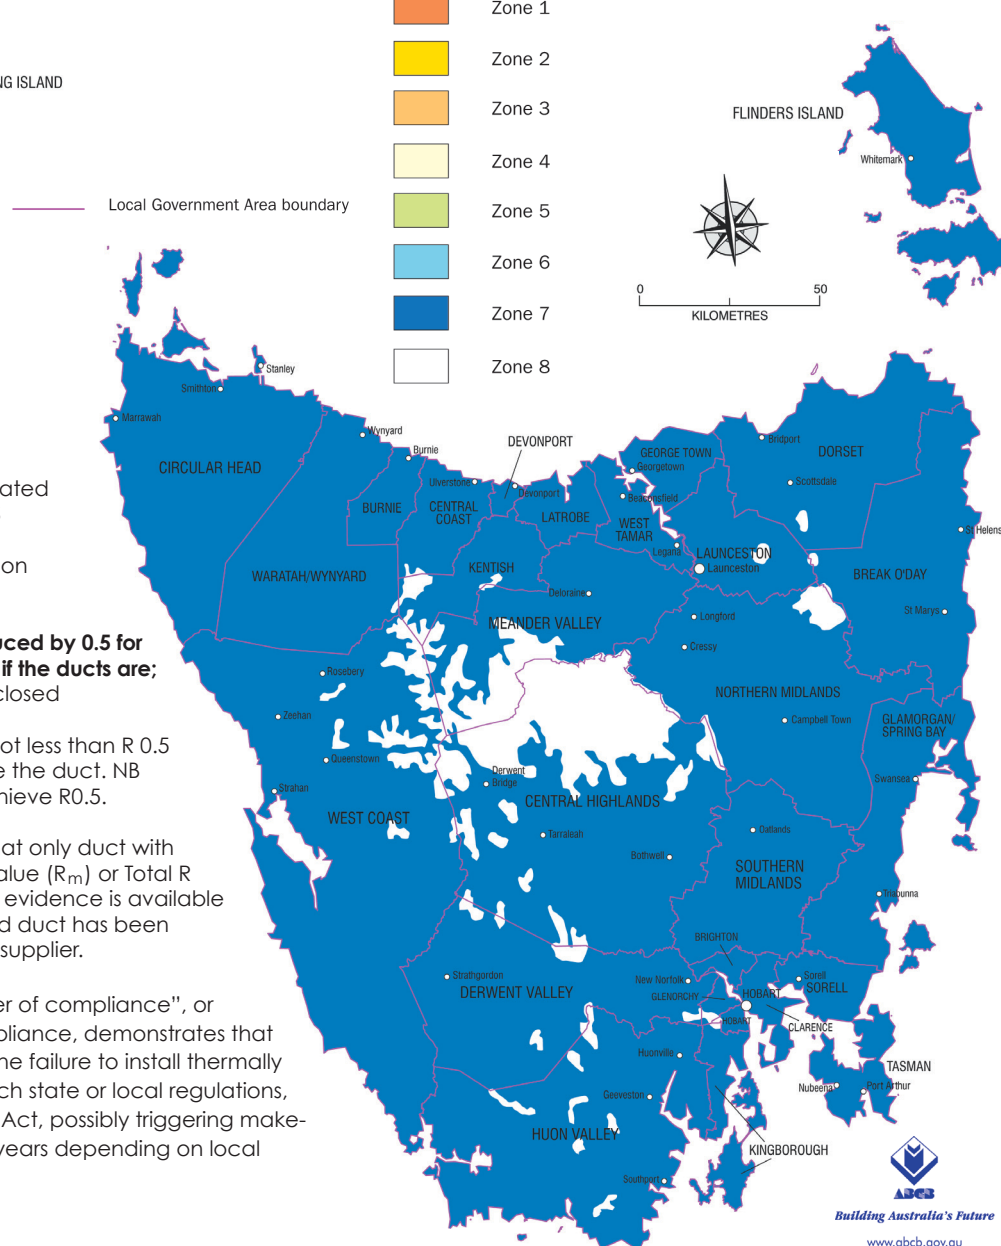 Zone 1
Zone 2
Zone 3
Zone 4
Zone 5
Zone 6
Zone 7
Zone 8
NG ISLAND
Local Government Area boundary
FLINDERS ISLAND
Whitemark
0 50
KILOMETRES
Stanley
Smithton
Marrawah
Wynyard
Burnie
DEVONPORT
Ulverstone
Devonport
GEORGE TOWN
Georgetown
Bridport
DORSET
CIRCULAR HEAD
Scottsdale
Beaconsfield
BURNIE
CENTRAL
COAST
LATROBE
WEST
TAMAR
St Helens
Legana
LAUNCESTON
Launceston
WARATAH/WYNYARD
KENTISH
BREAK O'DAY
Deloraine
St Marys
MEANDER VALLEY
Longford
Cressy
Rosebery
NORTHERN MIDLANDS
Zeehan
Campbell Town
GLAMORGAN/
SPRING BAY
Queenstown
Derwent
Bridge
Swansea
Strahan
CENTRAL HIGHLANDS
WEST COAST
Tarraleah
Oatlands
Bothwell
SOUTHERN
MIDLANDS
Triabunna
BRIGHTON
Strathgordon
New Norfolk
Sorell
SORELL
DERWENT VALLEY
GLENORCHY
HOBART
HOBART
CLARENCE
Huonville
TASMAN
Nubeena
Port Arthur
Geeveston
HUON VALLEY
KINGBOROUGH
Southport
ated
on
uced by 0.5 for
if the ducts are;
closed
ot less than R 0.5
e the duct. NB
hieve R0.5.
at only duct with
alue (Rm) or Total R
evidence is available
d duct has been
supplier.
er of compliance”, or
pliance, demonstrates that
he failure to install thermally
ch state or local regulations,
Act, possibly triggering make-
years depending on local
ABCB
Building Australia's Future
www.abcb.gov.au